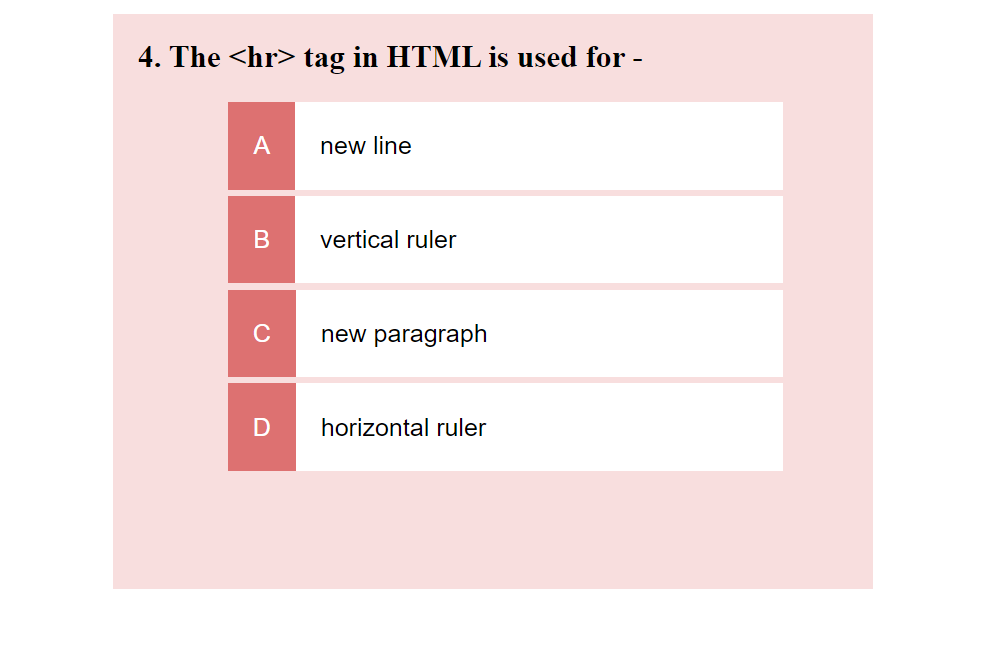 4. The <hr> tag in HTML is used for -
A new line
B vertical ruler
C new paragraph
D horizontal ruler